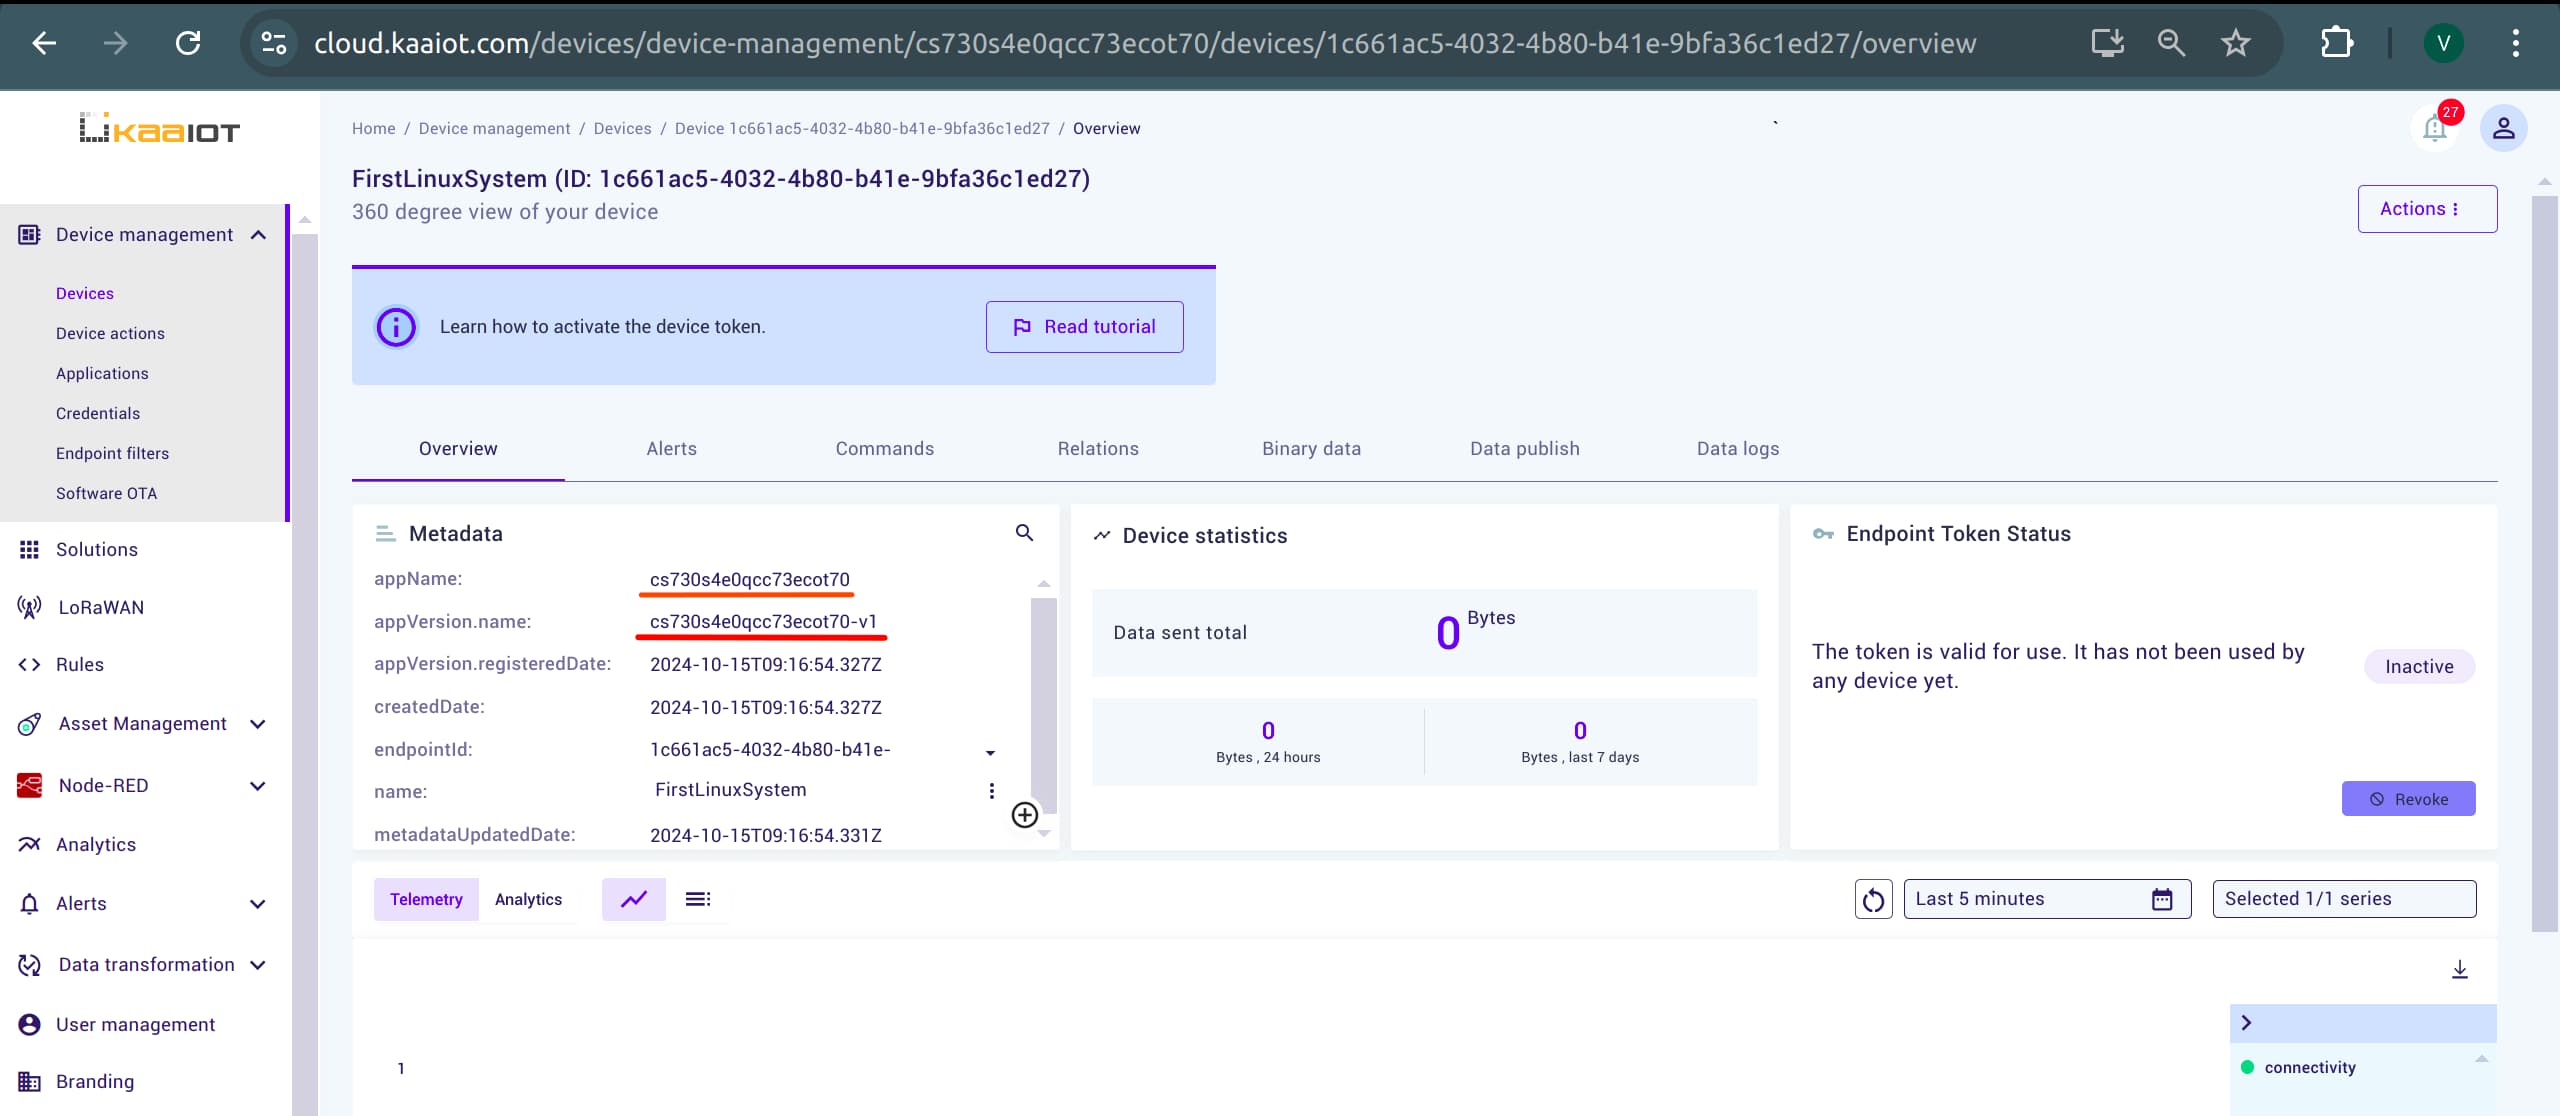 cloud.kaaiot.com/devices/device-management/cs730s4e0qcc73ecot70/devices/1c661ac5-4032-4b80-b41e-9bfa36c1ed27/overview
V
KAAIOT
Home / Device management / Devices / Device 1c661ac5-4032-4b80-b41e-9bfa36c1ed27 / Overview
27
FirstLinuxSystem (ID: 1c661ac5-4032-4b80-b41e-9bfa36c1ed27)
360 degree view of your device
Actions
Learn how to activate the device token.
Read tutorial
Device management
Devices
Device actions
Applications
Credentials
Endpoint filters
Software OTA
Solutions
LoRaWAN
Rules
Asset Management
Node-RED
Analytics
Alerts
Data transformation
User management
Branding
Overview Alerts Commands Relations Binary data Data publish Data logs
Metadata
appName: cs730s4e0qcc73ecot70
appVersion.name: cs730s4e0qcc73ecot70-v1
appVersion.registeredDate: 2024-10-15T09:16:54.327Z
createdDate: 2024-10-15T09:16:54.327Z
endpointId: 1c661ac5-4032-4b80-b41e-
name: FirstLinuxSystem
metadataUpdatedDate: 2024-10-15T09:16:54.331Z
Device statistics
Data sent total 0 Bytes
0
Bytes , 24 hours
0
Bytes , last 7 days
Endpoint Token Status
The token is valid for use. It has not been used by
any device yet.
Inactive
Revoke
Telemetry Analytics
Last 5 minutes
Selected 1/1 series
1
connectivity